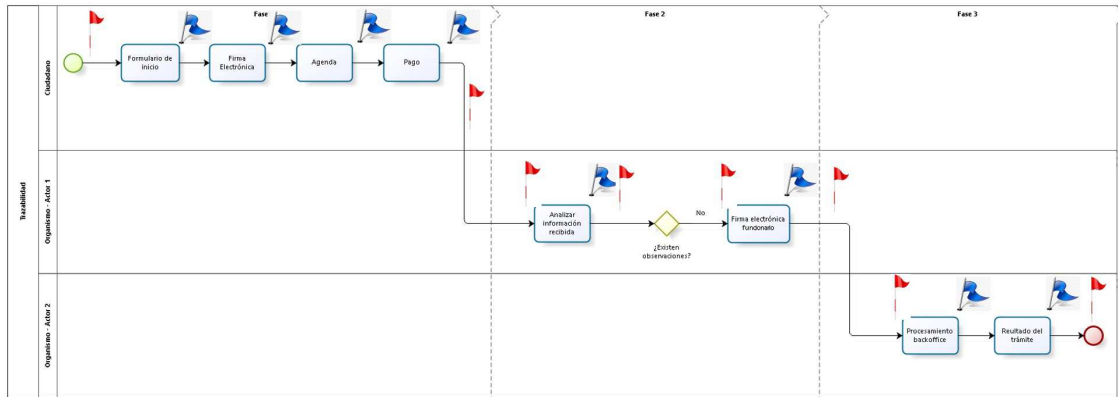 Fase
Fase 2
Fase 3
Trazabilidad
Ciudadano
Formulario de
inicio
Firma
Electrónica
Agenda
Pago
Organismo - Actor 1
Analizar
información
recibida
¿Existen
observaciones?
No
Firma electrónica
funcionario
Organismo - Actor 2
Procesamiento
backoffice
Reultado del
trámite